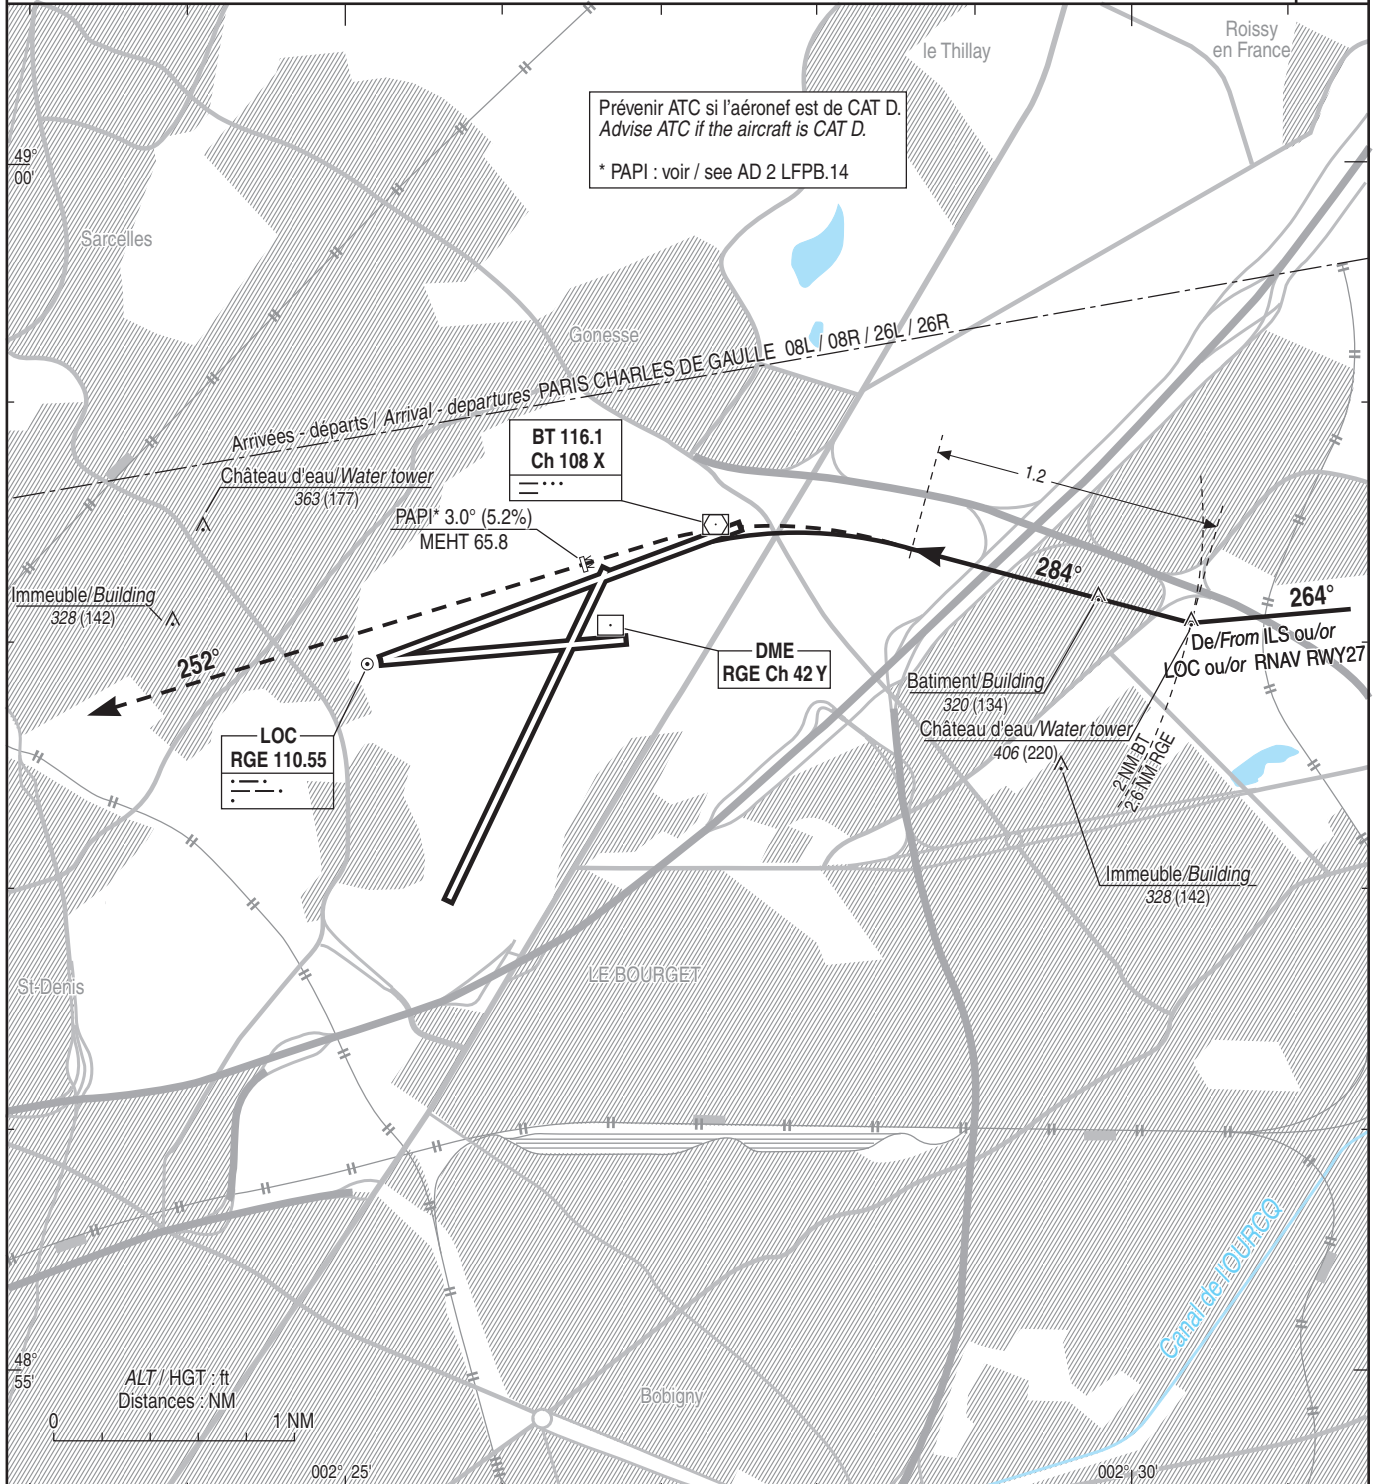 Roissy
en France
le Thillay
Prévenir ATC si l'aéronef est de CAT D.
Advise ATC if the aircraft is CAT D.
* PAPI : voir / see AD 2 LFPB.14
49°
00'
Sarcelles
Gonesse
Arrivées - départs / Arrival - departures PARIS CHARLES DE GAULLE 08L / 08R / 26L / 26R
BT 116.1
Ch 108 X
Château d'eau/Water tower
363 (177)
PAPI* 3.0° (5.2%)
MEHT 65.8
1.2
284°
264°
De/From ILS ou/or
LOC ou/or RNAV RWY27
Immeuble/Building
328 (142)
252°
DME
RGE Ch 42 Y
Batiment/Building
320 (134)
Château d'eau/Water tower
406 (220)
2 NM BT
2.6 NM RGE
LOC
RGE 110.55
Immeuble/Building
328 (142)
St-Denis
LE BOURGET
Canal de l'OURCQ
48°
55'
ALT / HGT : ft
Distances : NM
0 1 NM
Bobigny
002° 25'
002° 30'